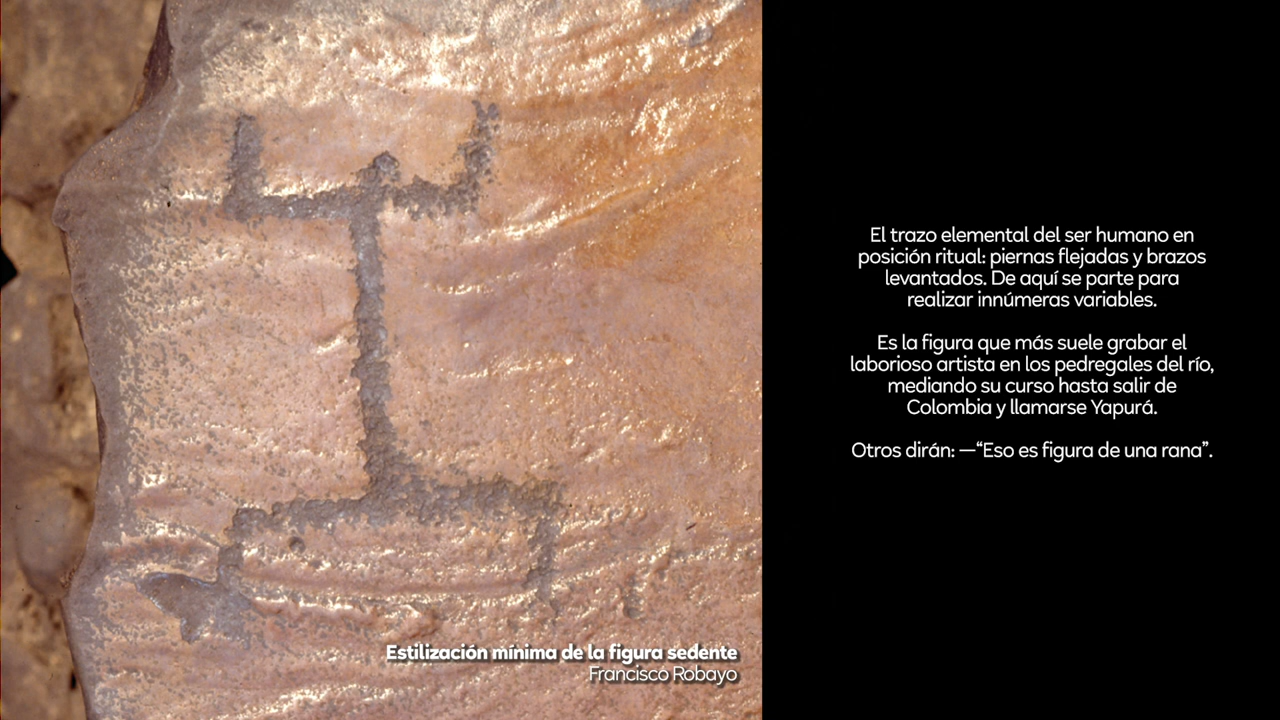 El trazo elemental del ser humano en
posición ritual: piernas flejadas y brazos
levantados. De aquí se parte para
realizar innúmeras variables.
Es la figura que más suele grabar el
laborioso artista en los pedregales del río,
mediando su curso hasta salir de
Colombia y llamarse Yapurá.
Otros dirán: —“Eso es figura de una rana”.
Estilización mínima de la figura sedente
Francisco Robayo